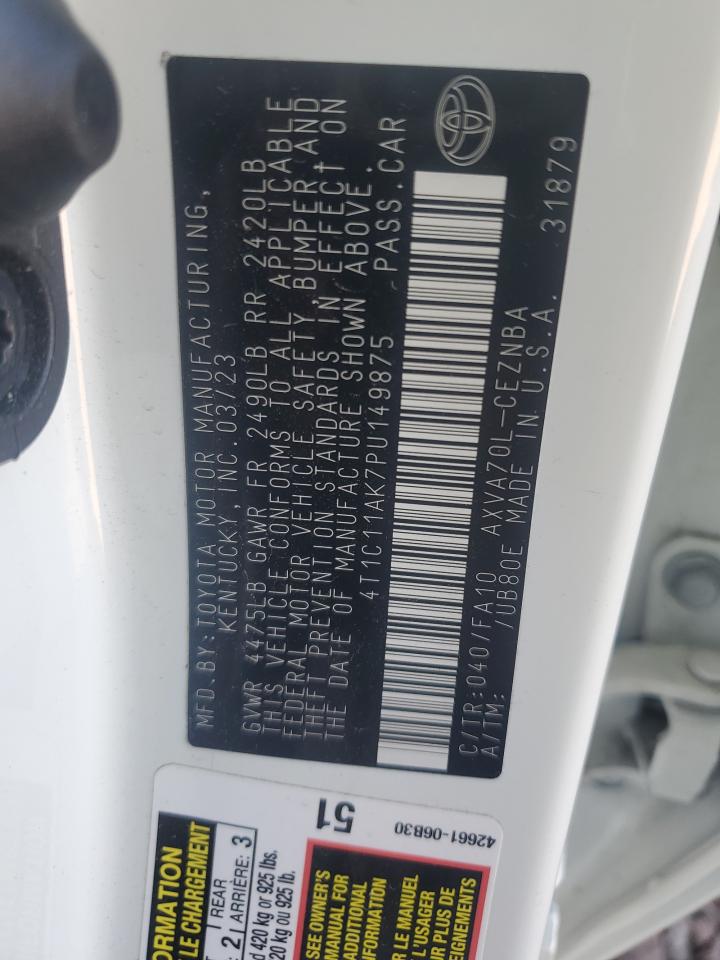 MFD.BY:TOYOTA MOTOR MANUFACTURING,
KENTUCKY, INC.03/23
GVWR 4475LB GAWR FR 2490LB RR 2420LB
THIS VEHICLE CONFORMS TO ALL APPLICABLE
FEDERAL MOTOR VEHICLE SAFETY,BUMPER,AND
THEFT PREVENTION STANDARDS IN EFFECT ON
THE DATE OF MANUFACTURE SHOWN ABOVE.
4T1C11AK7PU149875 PASS.CAR
C/TR:040/FA10 AXVA70L-CEZNBA
A/TM: /UB80E MADE IN U.S.A. 31879
51
42661-06B30
ORMATION
LE CHARGEMENT
REAR
2 ARRIÈRE: 3
d 420 kg or 925 lbs.
20 kg ou 925 lb.
SEE OWNER'S
MANUAL FOR
ADDITIONAL
FORMATION
R LE MANUEL
L'USAGER
UR PLUS DE
EIGNEMENTS